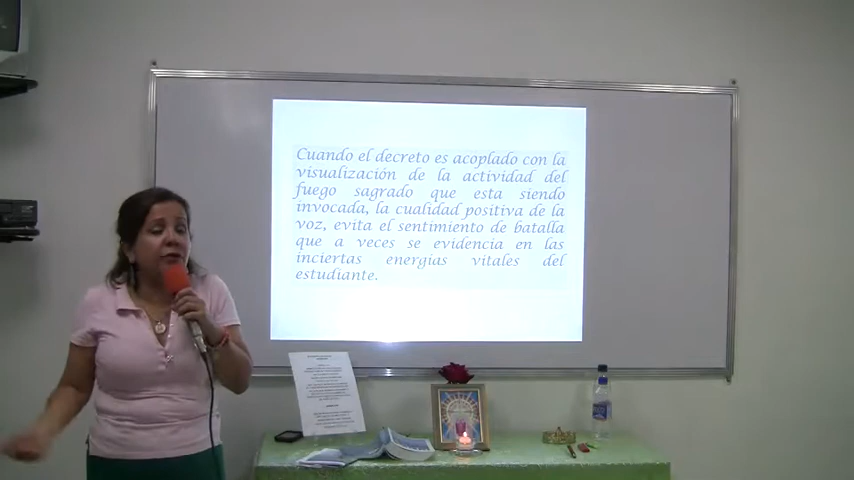 Cuando el decreto es acoplado con la
visualización de la actividad del
fuego sagrado que esta siendo
invocada, la cualidad positiva de la
voz, evita el sentimiento de batalla
que a veces se evidencia en las
inciertas energías vitales del
estudiante.